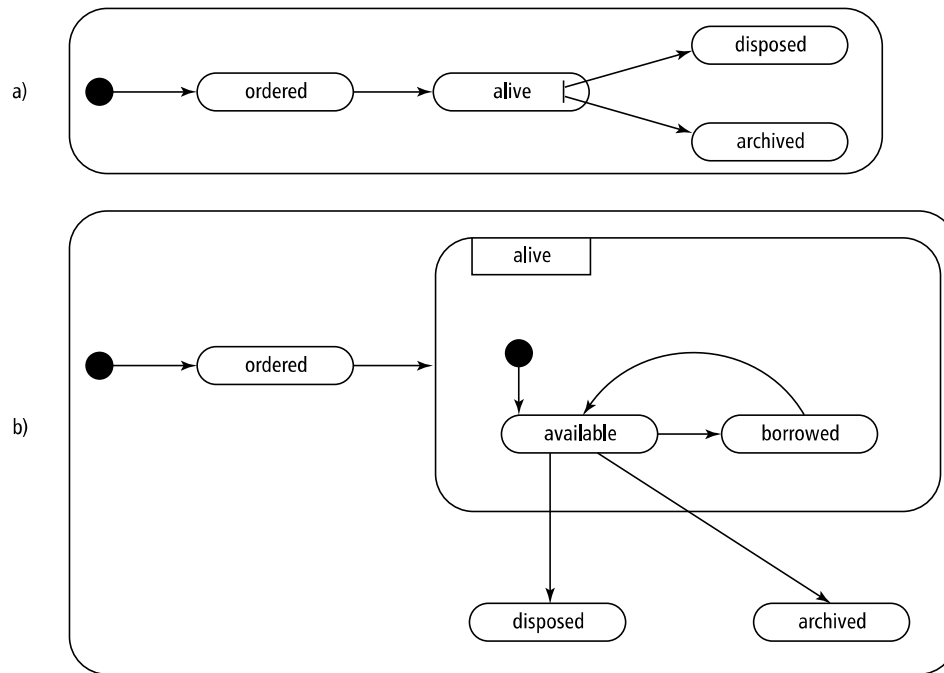 a)
ordered
alive
disposed
archived
b)
alive
ordered
available
borrowed
disposed
archived